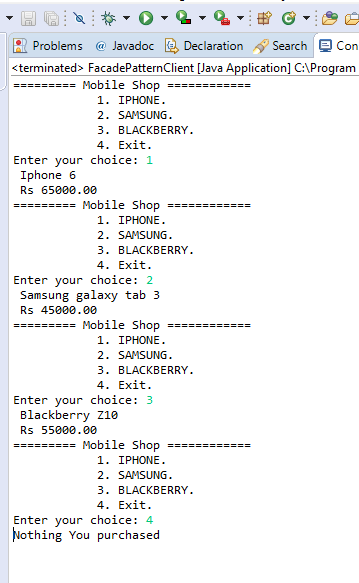 Problems @ Javadoc Declaration Search Con
<terminated> FacadePatternClient [Java Application] C:\Program
========= Mobile Shop ============
1. IPHONE.
2. SAMSUNG.
3. BLACKBERRY.
4. Exit.
Enter your choice: 1
Iphone 6
Rs 65000.00
========= Mobile Shop ============
1. IPHONE.
2. SAMSUNG.
3. BLACKBERRY.
4. Exit.
Enter your choice: 2
Samsung galaxy tab 3
Rs 45000.00
========= Mobile Shop ============
1. IPHONE.
2. SAMSUNG.
3. BLACKBERRY.
4. Exit.
Enter your choice: 3
Blackberry Z10
Rs 55000.00
========= Mobile Shop ============
1. IPHONE.
2. SAMSUNG.
3. BLACKBERRY.
4. Exit.
Enter your choice: 4
Nothing You purchased